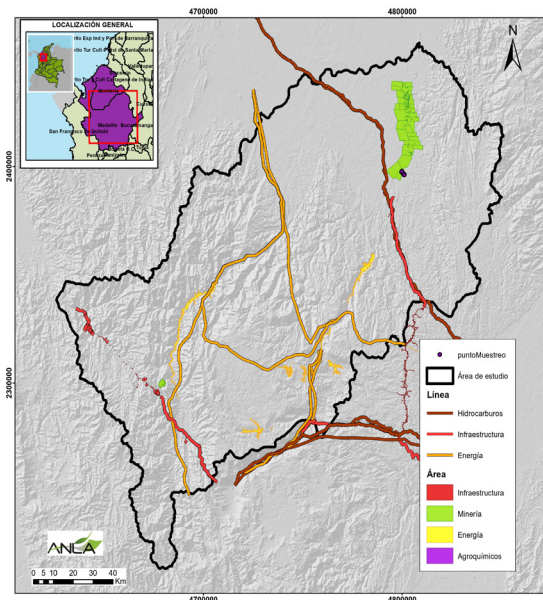 LOCALIZACIÓN GENERAL
Montería
Medellín
San Francisco de Quibdó
4700000
4800000
N
2400000
2300000
puntoMuestreo
Área de estudio
Línea
Hidrocarburos
Infraestructura
Energía
Área
Infraestructura
Minería
Energía
Agroquímicos
ANLA
0 5 10 20 30 40
Km
4700000
4800000